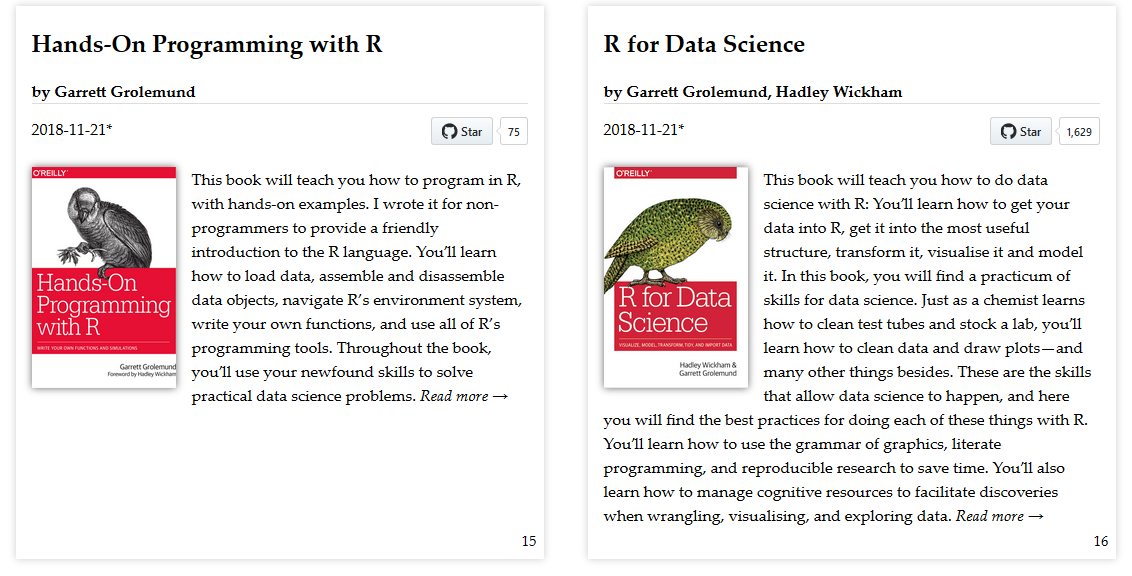 Hands-On Programming with R
by Garrett Grolemund
2018-11-21*
Star
75
O'REILLY®
Hands-On
Programming
with R
WRITE YOUR OWN FUNCTIONS AND SIMULATIONS
Garrett Grolemund
Foreword by Hadley Wickham
This book will teach you how to program in R,
with hands-on examples. I wrote it for non-
programmers to provide a friendly
introduction to the R language. You’ll learn
how to load data, assemble and disassemble
data objects, navigate R’s environment system,
write your own functions, and use all of R’s
programming tools. Throughout the book,
you’ll use your newfound skills to solve
practical data science problems. Read more →
15
R for Data Science
by Garrett Grolemund, Hadley Wickham
2018-11-21*
Star
1,629
O'REILLY®
R for Data
Science
VISUALIZE, MODEL, TRANSFORM, TIDY, AND IMPORT DATA
Hadley Wickham &
Garrett Grolemund
This book will teach you how to do data
science with R: You’ll learn how to get your
data into R, get it into the most useful
structure, transform it, visualise it and model
it. In this book, you will find a practicum of
skills for data science. Just as a chemist learns
how to clean test tubes and stock a lab, you’ll
learn how to clean data and draw plots—and
many other things besides. These are the skills
that allow data science to happen, and here
you will find the best practices for doing each of these things with R.
You’ll learn how to use the grammar of graphics, literate
programming, and reproducible research to save time. You’ll also
learn how to manage cognitive resources to facilitate discoveries
when wrangling, visualising, and exploring data. Read more →
16